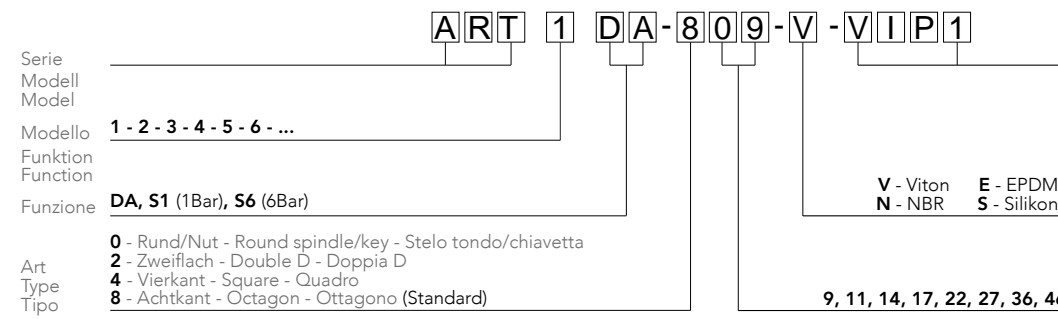 ART 1 DA-809-V -VIP1
Serie
Modell
Model
Modello 1 - 2 - 3 - 4 - 5 - 6 - ...
Funktion
Function
Funzione DA, S1 (1Bar), S6 (6Bar)
V - Viton E - EPDM
N - NBR S - Silikon
0 - Rund/Nut - Round spindle/key - Stelo tondo/chiavetta
Art 2 - Zweiflach - Double D - Doppia D
Type 4 - Vierkant - Square - Quadro
Tipo 8 - Achtkant - Octagon - Ottagono (Standard)
9, 11, 14, 17, 22, 27, 36,